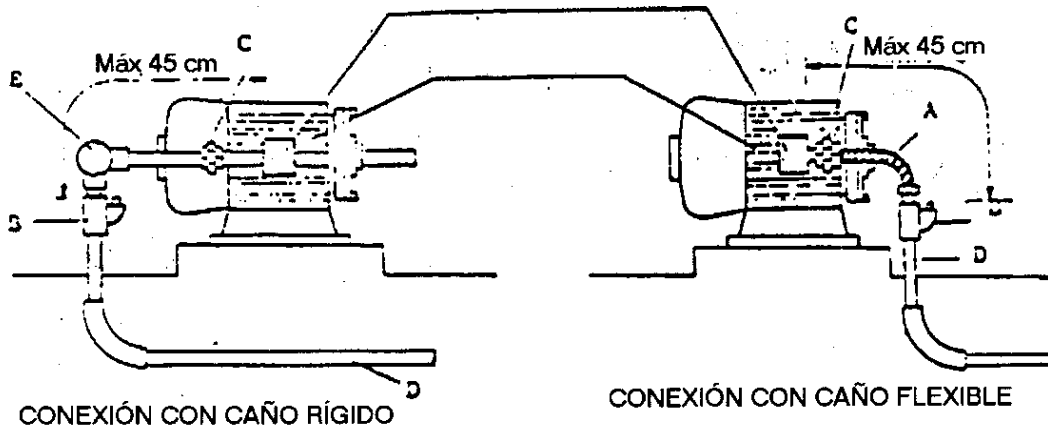 C
Máx 45 cm
E
B
D
CONEXIÓN CON CAÑO RÍGIDO
C
Máx 45 cm
A
D
CONEXIÓN CON CAÑO FLEXIBLE